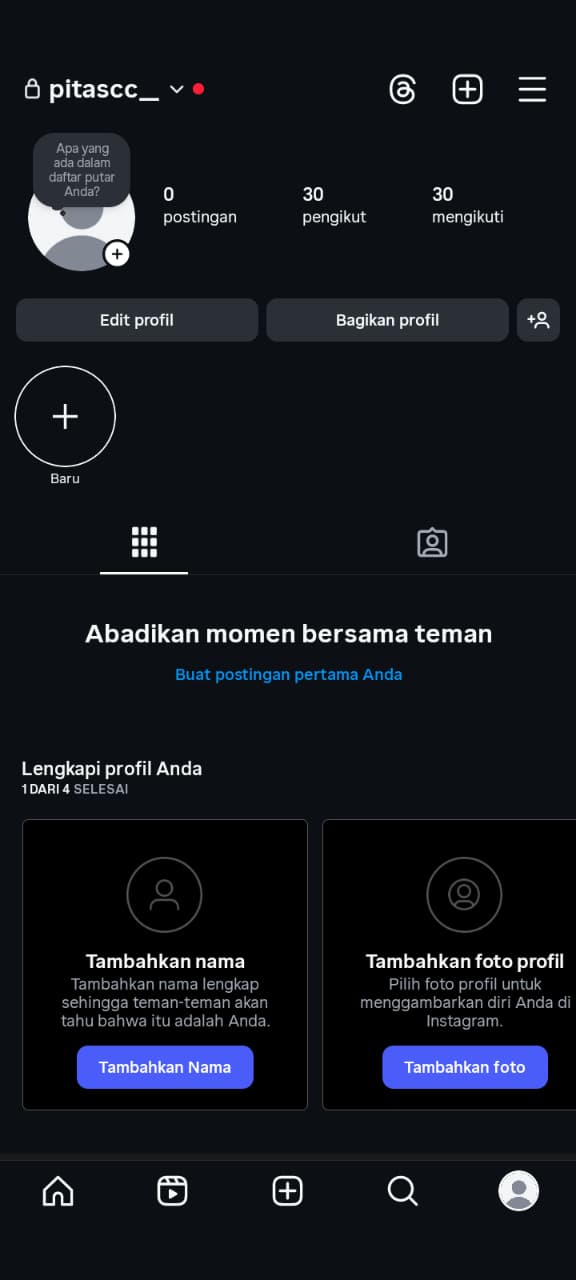 pitascc_
Apa yang
ada dalam
daftar putar
Anda?
0
postingan
30
pengikut
30
mengikuti
Edit profil
Bagikan profil
Baru
Abadikan momen bersama teman
Buat postingan pertama Anda
Lengkapi profil Anda
1 DARI 4 SELESAI
Tambahkan nama
Tambahkan nama lengkap
sehingga teman-teman akan
tahu bahwa itu adalah Anda.
Tambahkan Nama
Tambahkan foto profil
Pilih foto profil untuk
menggambarkan diri Anda di
Instagram.
Tambahkan foto